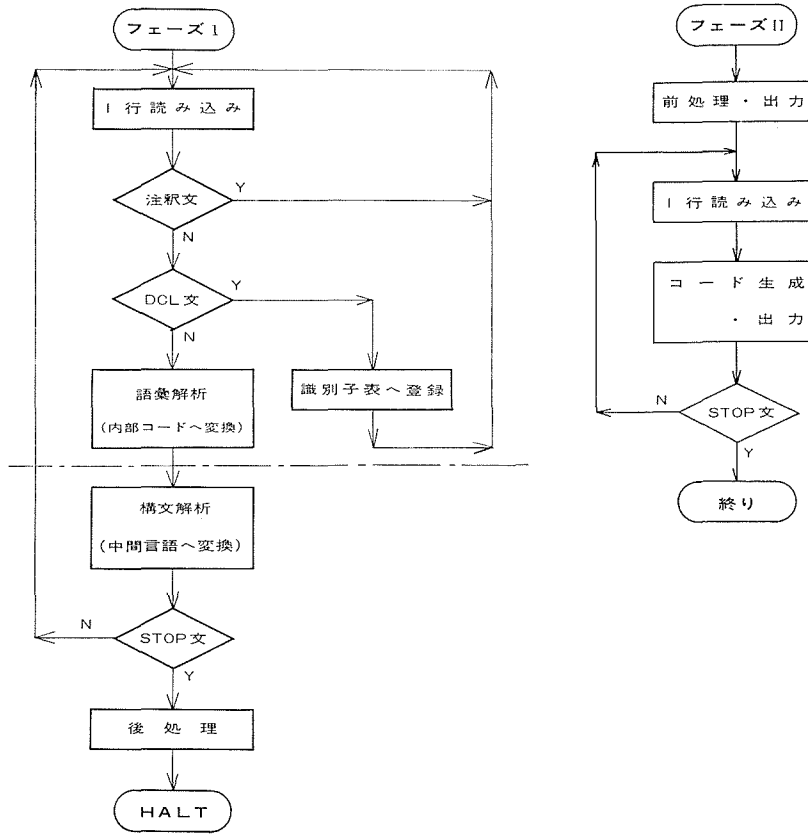 フェーズI
I 行読み込み
注釈文
Y
N
DCL文
Y
N
語彙解析
(内部コードへ変換)
識別子表へ登録
構文解析
(中間言語へ変換)
STOP文
N
Y
後処理
HALT
フェーズII
前処理・出力
I 行読み込み
コード生成
・出力
STOP文
N
Y
終り